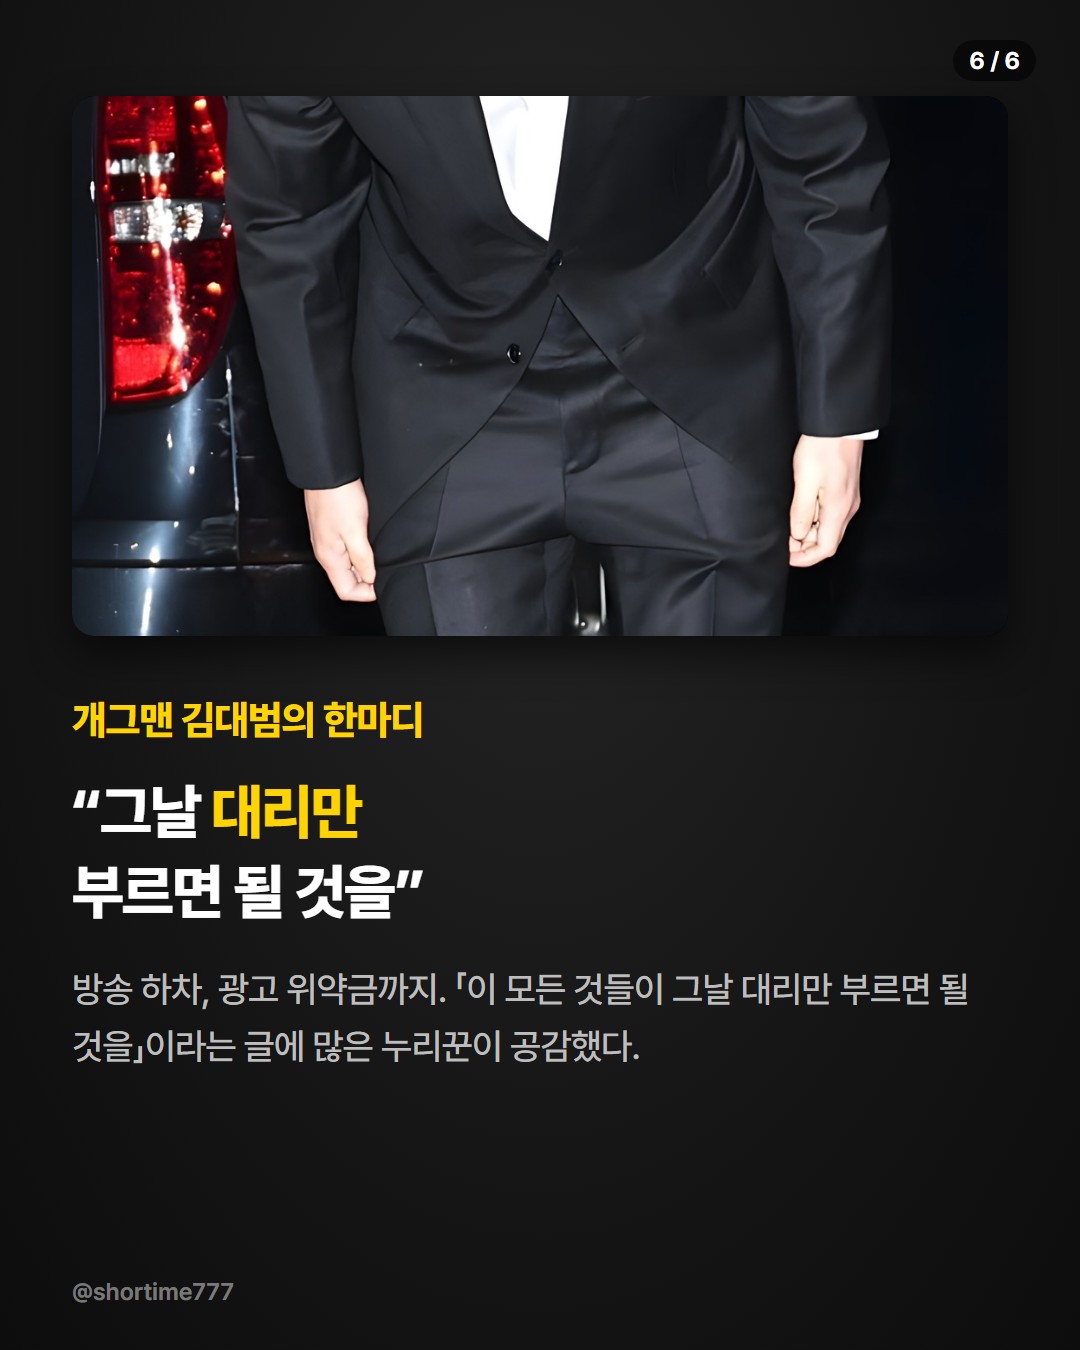 6 / 6
개그맨 김대범의 한마디
“그날 대리만
부르면 될 것을”
방송 하차, 광고 위약금까지. 「이 모든 것들이 그날 대리만 부르면 될
것을」이라는 글에 많은 누리꾼이 공감했다.
@shortime777